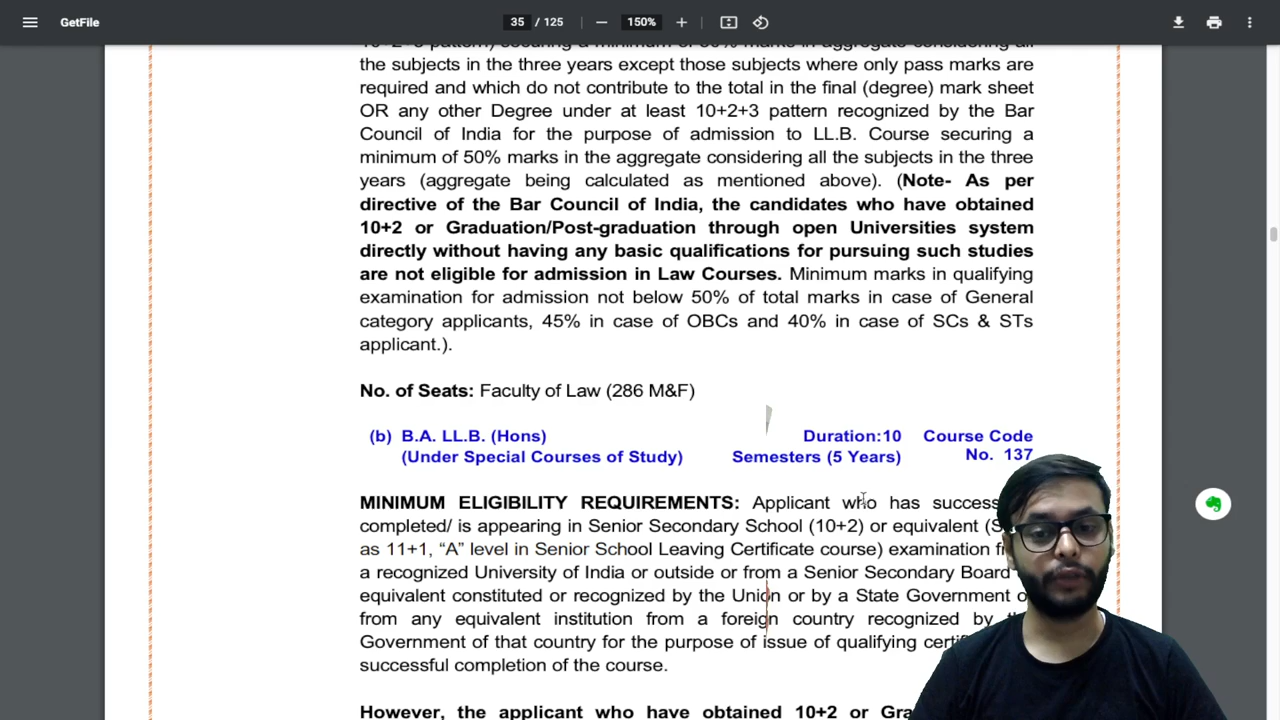 GetFile
35 / 125
150%
the subjects in the three years except those subjects where only pass marks are
required and which do not contribute to the total in the final (degree) mark sheet
OR any other Degree under at least 10+2+3 pattern recognized by the Bar
Council of India for the purpose of admission to LL.B. Course securing a
minimum of 50% marks in the aggregate considering all the subjects in the three
years (aggregate being calculated as mentioned above). (Note- As per
directive of the Bar Council of India, the candidates who have obtained
10+2 or Graduation/Post-graduation through open Universities system
directly without having any basic qualifications for pursuing such studies
are not eligible for admission in Law Courses. Minimum marks in qualifying
examination for admission not below 50% of total marks in case of General
category applicants, 45% in case of OBCs and 40% in case of SCs & STs
applicant.).
No. of Seats: Faculty of Law (286 M&F)
(b) B.A. LL.B. (Hons) Duration:10 Course Code
(Under Special Courses of Study) Semesters (5 Years) No. 137
MINIMUM ELIGIBILITY REQUIREMENTS: Applicant who has
completed/ is appearing in Senior Secondary School (10+2) or equivalent
as 11+1, “A” level in Senior School Leaving Certificate course) examination
a recognized University of India or outside or from a Senior Secondary Board
equivalent constituted or recognized by the Union or by a State Government
from any equivalent institution from a foreign country recognized by
Government of that country for the purpose of issue of qualifying
successful completion of the course.
However, the applicant who have obtained 10+2 or